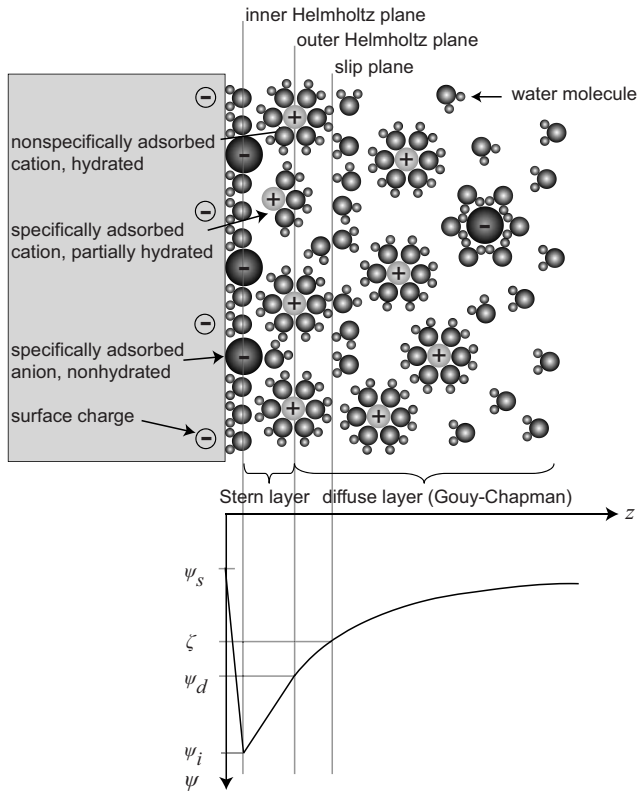 inner Helmholtz plane
outer Helmholtz plane
slip plane
water molecule
nonspecifically adsorbed
cation, hydrated
specifically adsorbed
cation, partially hydrated
specifically adsorbed
anion, nonhydrated
surface charge
Stern layer
diffuse layer (Gouy-Chapman)
z
ψs
ζ
ψd
ψi
ψ